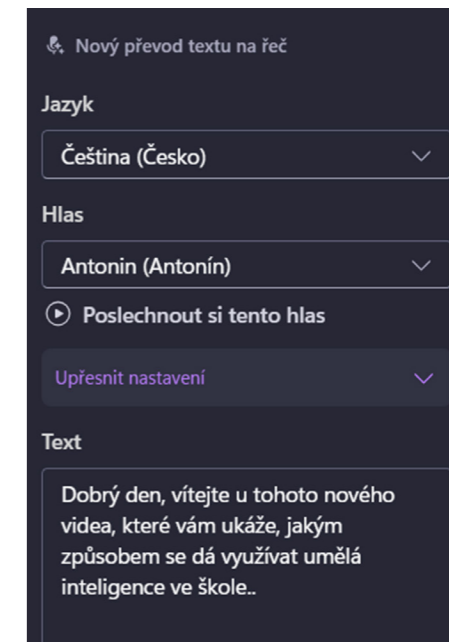 Nový převod textu na řeč
Jazyk
Čeština (Česko)
Hlas
Antonin (Antonín)
Poslechnout si tento hlas
Upřesnit nastavení
Text
Dobrý den, vítejte u tohoto nového
videa, které vám ukáže, jakým
způsobem se dá využívat umělá
inteligence ve škole..